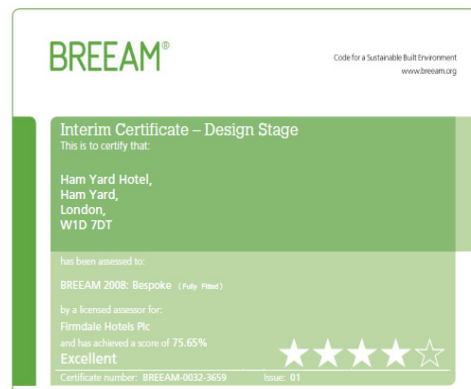 BREEAM®
Code for a Sustainable Built Environment
www.breeam.org
Interim Certificate – Design Stage
This is to certify that:
Ham Yard Hotel,
Ham Yard,
London,
W1D 7DT
has been assessed to:
BREEAM 2008: Bespoke (Fully Fitted)
by a licensed assessor for:
Firmdale Hotels Plc
and has achieved a score of 75.65%
Excellent
Certificate number: BREEAM-0032-3659 Issue: 01